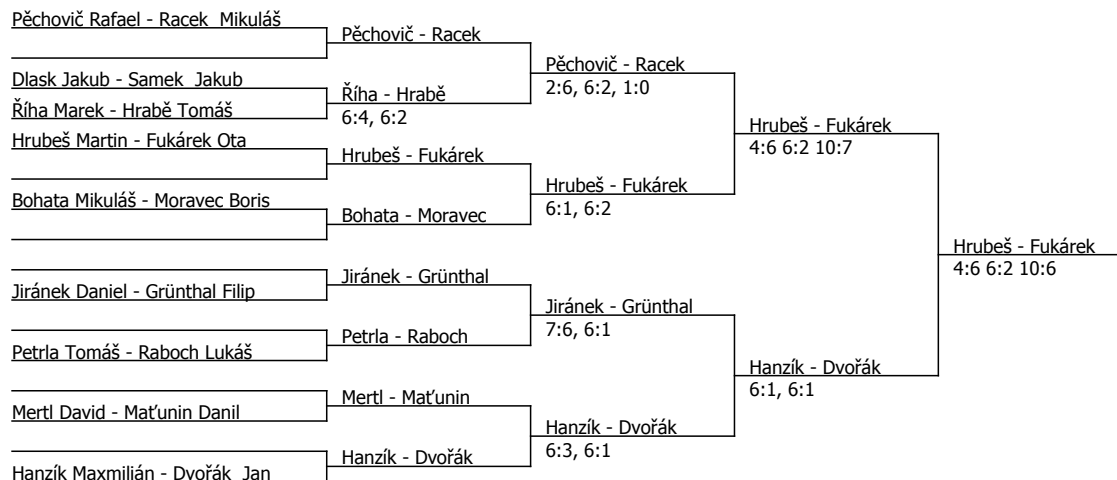 Pěchovič Rafael - Racek  Mikuláš
Dlask Jakub - Samek  Jakub
Říha Marek - Hrabě Tomáš
Hrubeš Martin - Fukárek Ota
Bohata Mikuláš - Moravec Boris
Jiránek Daniel - Grünthal Filip
Petrla Tomáš - Raboch Lukáš
Mertl David - Maťunin Danil
Hanzík Maxmilián - Dvořák  Jan
Pěchovič - Racek
Říha - Hrabě
6:4, 6:2
Hrubeš - Fukárek
Bohata - Moravec
Jiránek - Grünthal
Petrla - Raboch
Mertl - Maťunin
Hanzík - Dvořák
Pěchovič - Racek
2:6, 6:2, 1:0
Hrubeš - Fukárek
6:1, 6:2
Jiránek - Grünthal
7:6, 6:1
Hanzík - Dvořák
6:3, 6:1
Hrubeš - Fukárek
4:6 6:2 10:7
Hanzík - Dvořák
6:1, 6:1
Hrubeš - Fukárek
4:6 6:2 10:6